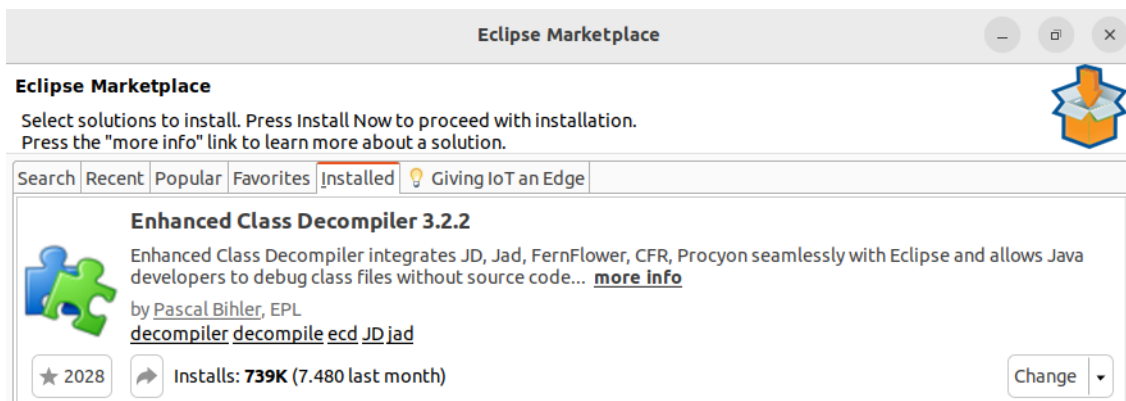 Eclipse Marketplace
Eclipse Marketplace
Select solutions to install. Press Install Now to proceed with installation.
Press the "more info" link to learn more about a solution.
Search Recent Popular Favorites Installed Giving IoT an Edge
Enhanced Class Decompiler 3.2.2
Enhanced Class Decompiler integrates JD, Jad, FernFlower, CFR, Procyon seamlessly with Eclipse and allows Java
developers to debug class files without source code... more info
by Pascal Bihler, EPL
decompiler decompile ecd JD jad
2028 Installs: 739K (7.480 last month) Change